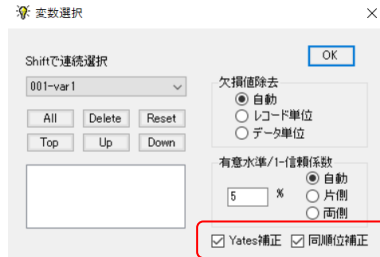 変数選択
Shiftで連続選択
OK
001-var1
All Delete Reset
Top Up Down
欠損値除去
自動
レコード単位
データ単位
有意水準/1-信頼係数
自動
5 % 片側
両側
Yates補正 同順位補正